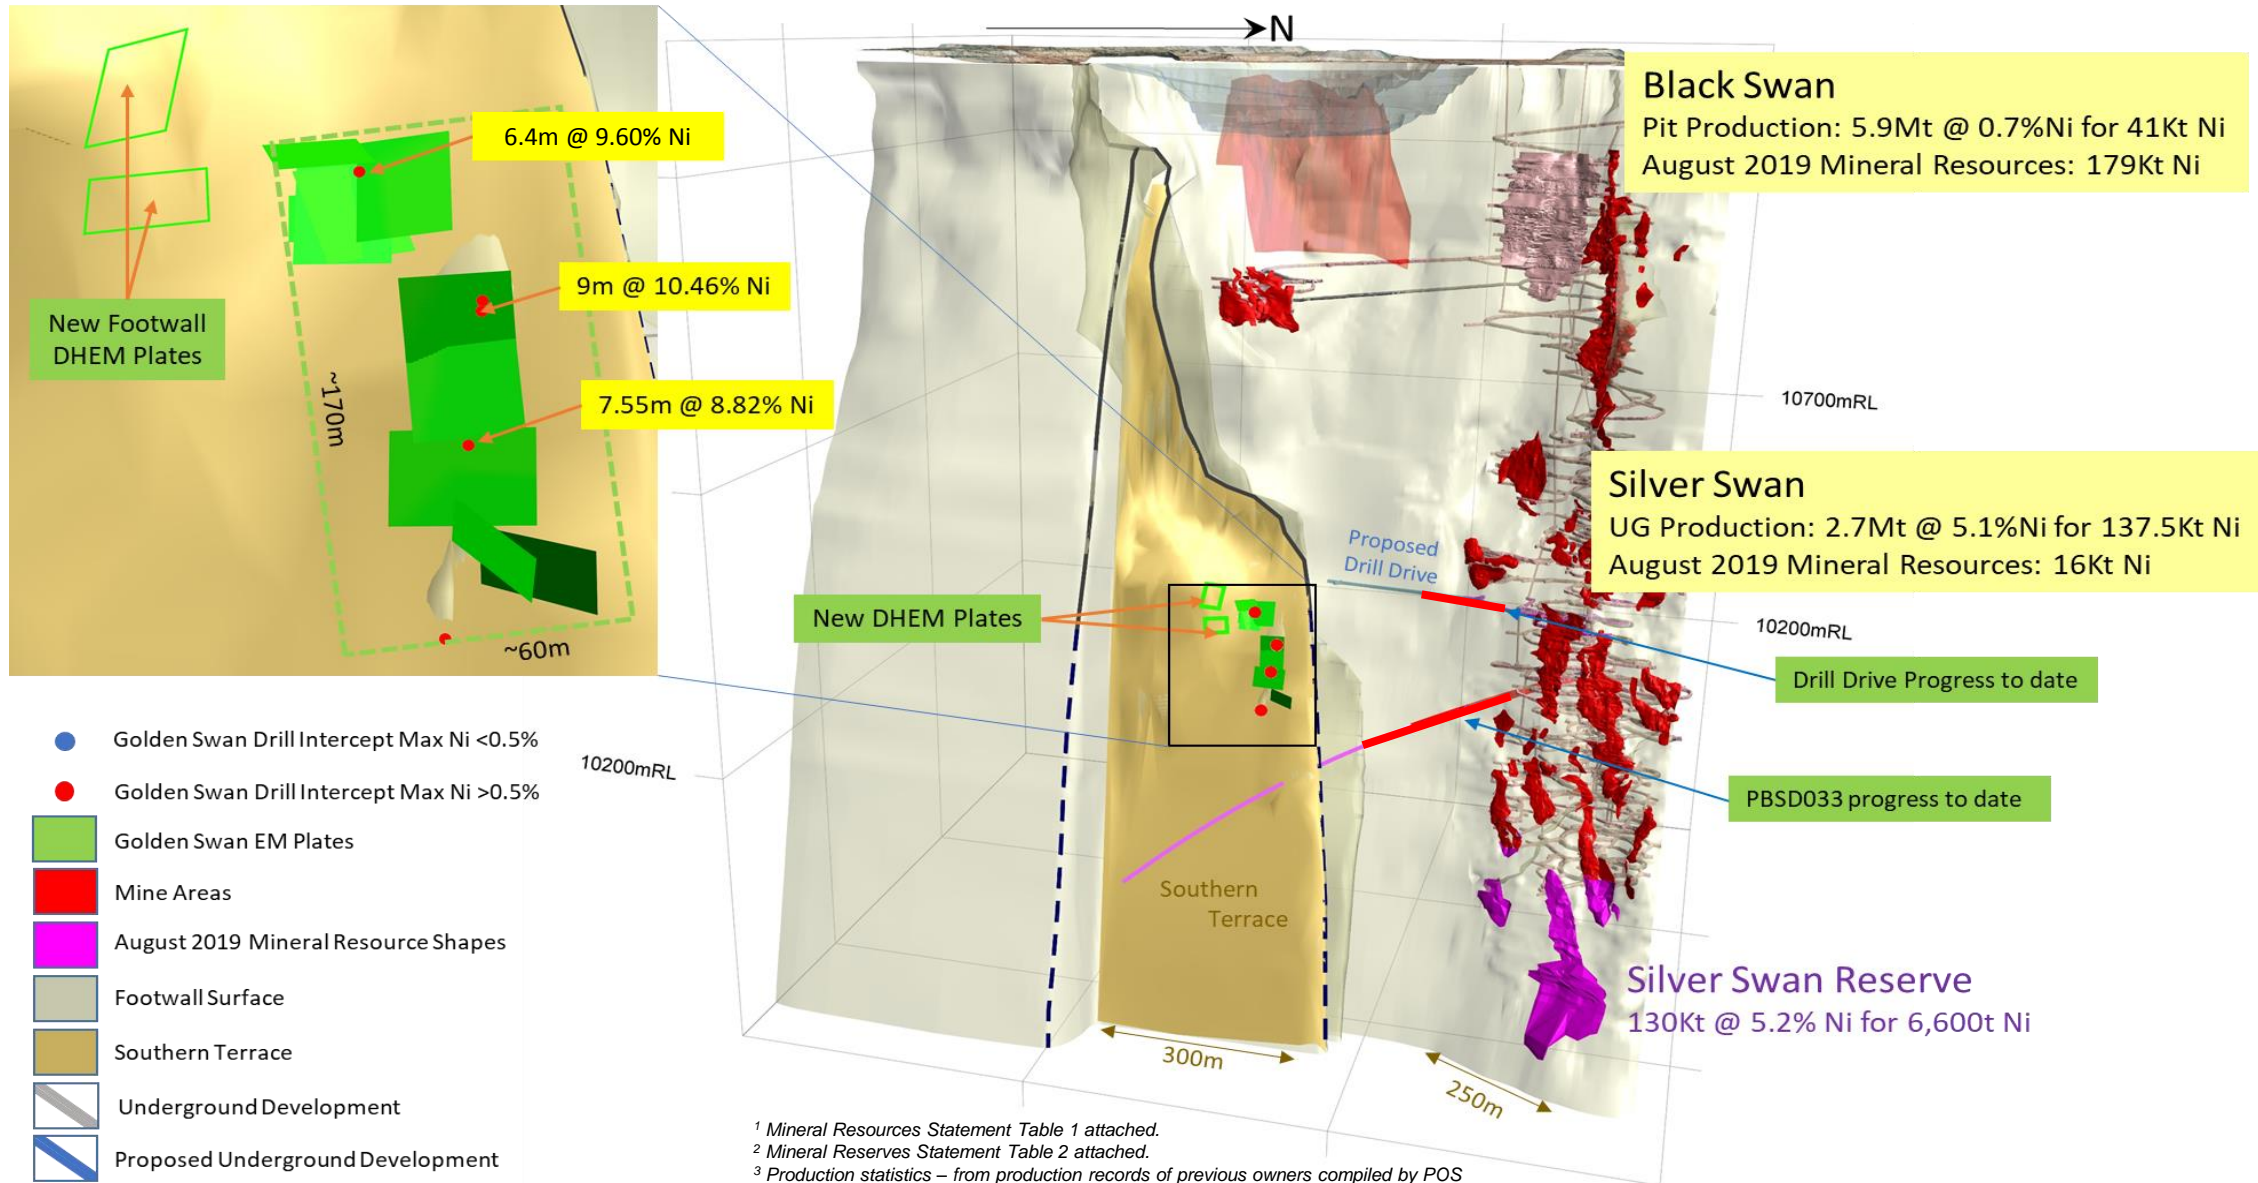 N
6.4m @ 9.60% Ni
9m @ 10.46% Ni
7.55m @ 8.82% Ni
New Footwall
DHEM Plates
~170m
~60m
Black Swan
Pit Production: 5.9Mt @ 0.7%Ni for 41Kt Ni
August 2019 Mineral Resources: 179Kt Ni
10700mRL
Silver Swan
UG Production: 2.7Mt @ 5.1%Ni for 137.5Kt Ni
August 2019 Mineral Resources: 16Kt Ni
Proposed
Drill Drive
New DHEM Plates
10200mRL
Drill Drive Progress to date
PBSD033 progress to date
10200mRL
Southern
Terrace
Silver Swan Reserve
130Kt @ 5.2% Ni for 6,600t Ni
300m
250m
Golden Swan Drill Intercept Max Ni <0.5%
Golden Swan Drill Intercept Max Ni >0.5%
Golden Swan EM Plates
Mine Areas
August 2019 Mineral Resource Shapes
Footwall Surface
Southern Terrace
Underground Development
Proposed Underground Development
1 Mineral Resources Statement Table 1 attached.
2 Mineral Reserves Statement Table 2 attached.
3 Production statistics – from production records of previous owners compiled by POS